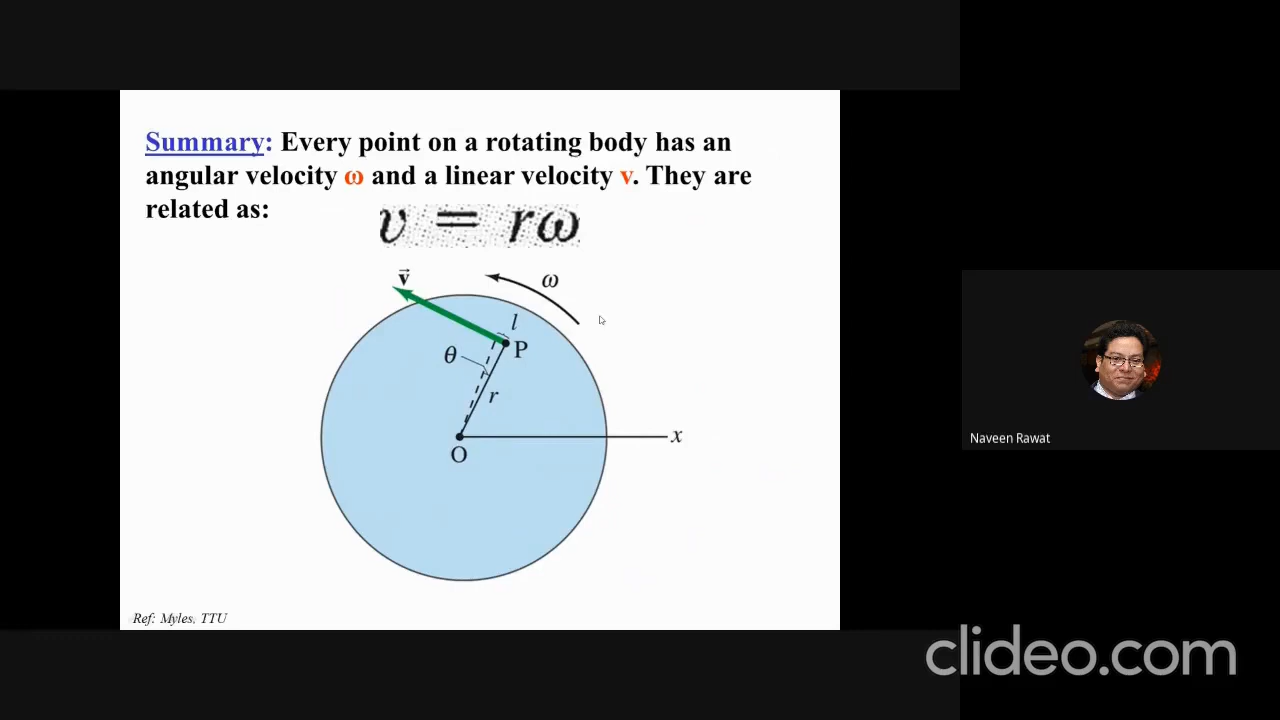 Summary: Every point on a rotating body has an
angular velocity ω and a linear velocity v. They are
related as:
v = rω
v⃗
ω
l
P
θ
r
x
O
Naveen Rawat
Ref: Myles, TTU
clideo.com